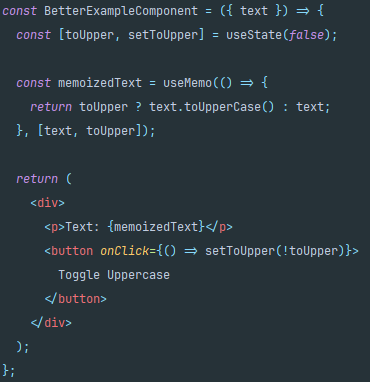 const BetterExampleComponent = ({ text }) => {
  const [toUpper, setToUpper] = useState(false);

  const memoizedText = useMemo(() => {
    return toUpper ? text.toUpperCase() : text;
  }, [text, toUpper]);

  return (
    <div>
      <p>Text: {memoizedText}</p>
      <button onClick={() => setToUpper(!toUpper)}>
        Toggle Uppercase
      </button>
    </div>
  );
};